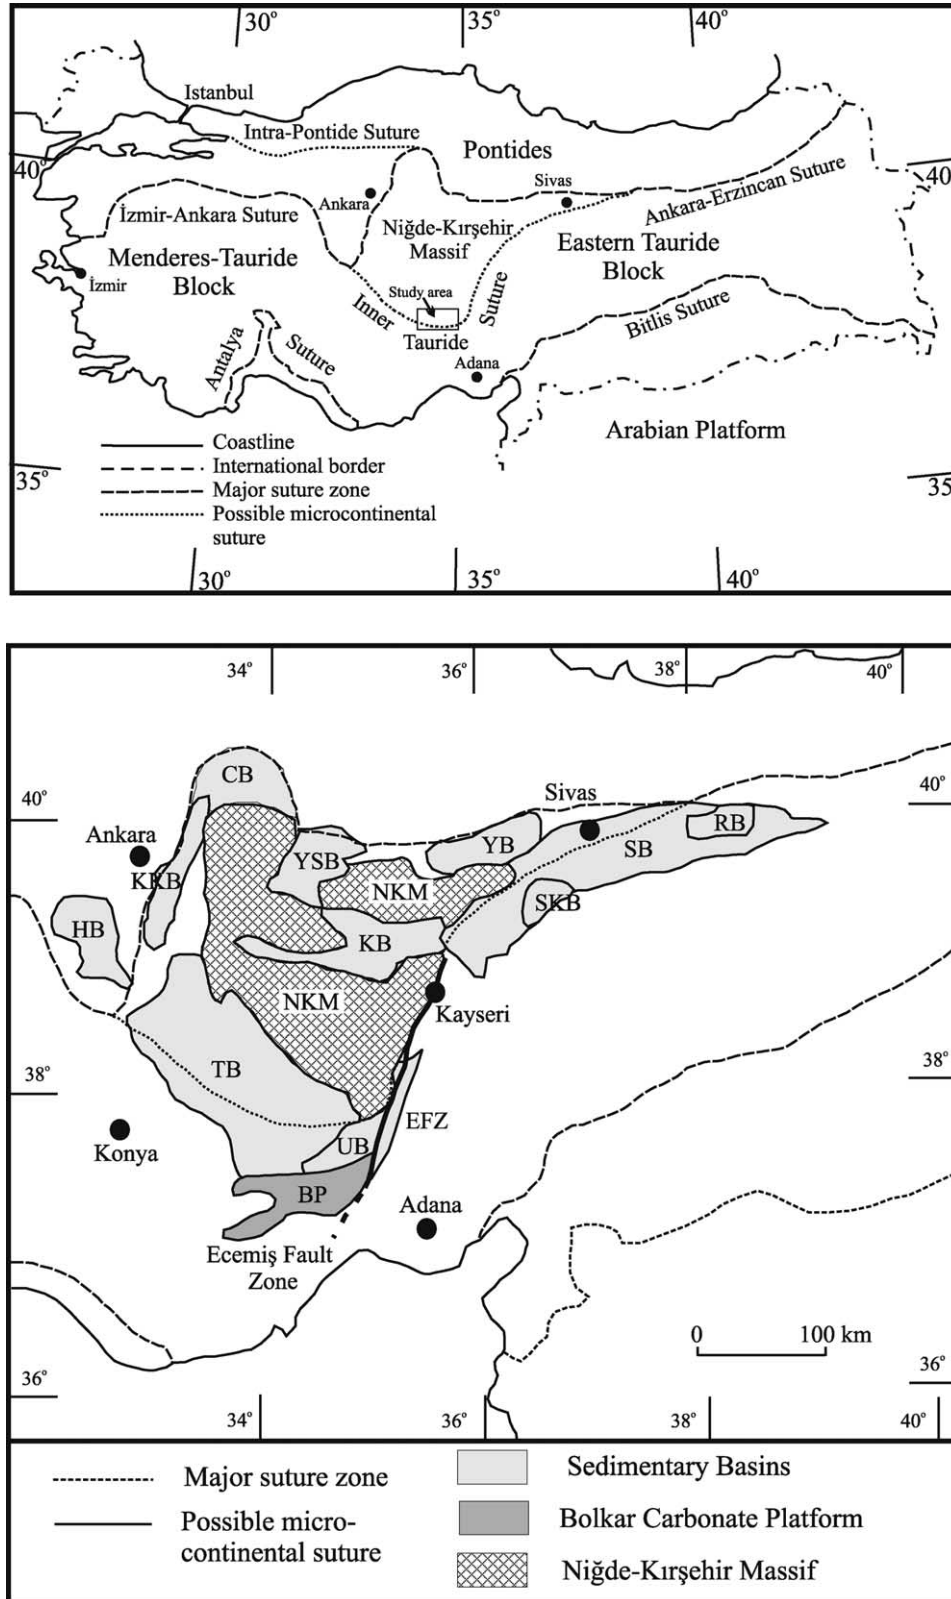 30°
35°
40°
Istanbul
Intra-Pontide Suture
Pontides
40°
40°
Ankara
Sivas
Ankara-Erzincan Suture
İzmir-Ankara Suture
Niğde-Kırşehir
Massif
Eastern Tauride
Block
Menderes-Tauride
Block
İzmir
Study area
Inner
Suture
Tauride
Bitlis Suture
Antalya
Suture
Adana
Arabian Platform
Coastline
International border
Major suture zone
Possible microcontinental
suture
35°
35°
30°
35°
40°
34°
36°
38°
40°
CB
40°
40°
Sivas
Ankara
RB
YSB
YB
SB
KKB
NKM
SKB
HB
KB
NKM
Kayseri
TB
38°
38°
EFZ
Konya
UB
BP
Adana
Ecemiş Fault
Zone
0
100 km
36°
36°
34°
36°
38°
40°
Major suture zone
Possible micro-
continental suture
Sedimentary Basins
Bolkar Carbonate Platform
Niğde-Kırşehir Massif